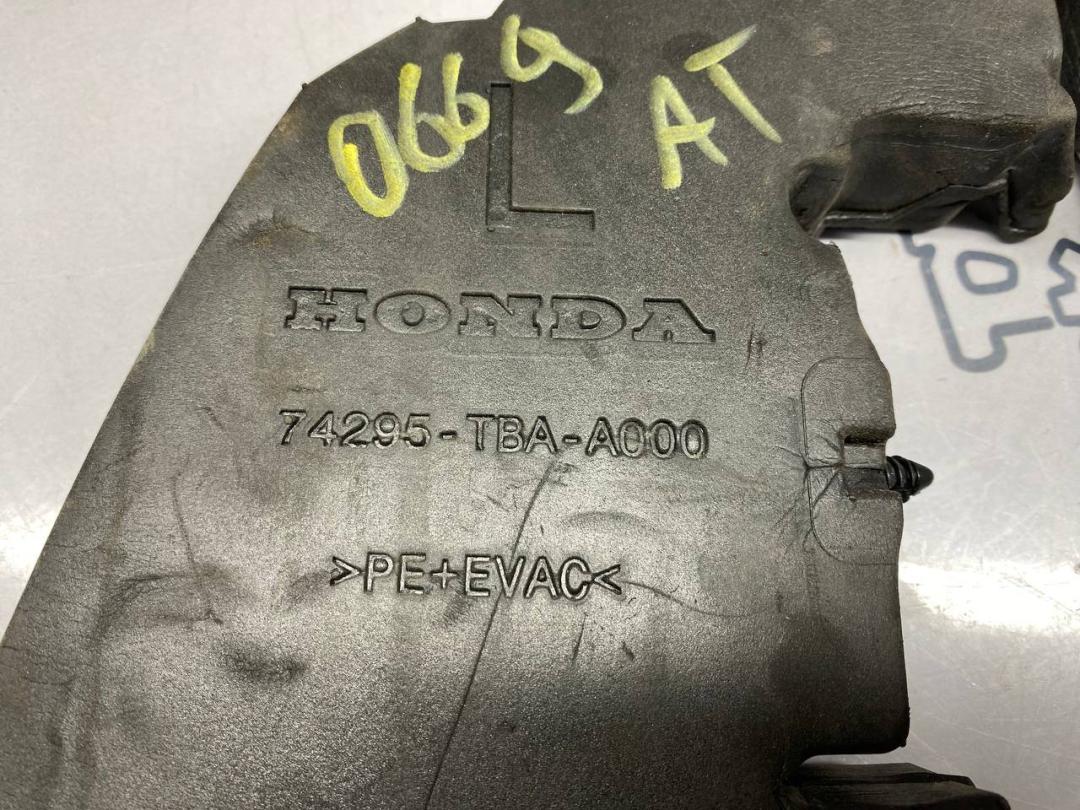 0669 AT
L
HONDA
74295-TBA-A000
>PE+EVAC<